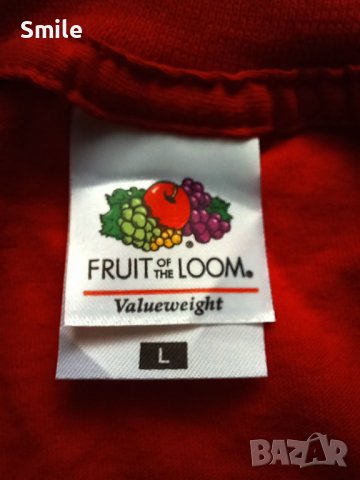 Smile
FRUIT OF THE LOOM®
Valueweight
L
BAZAR